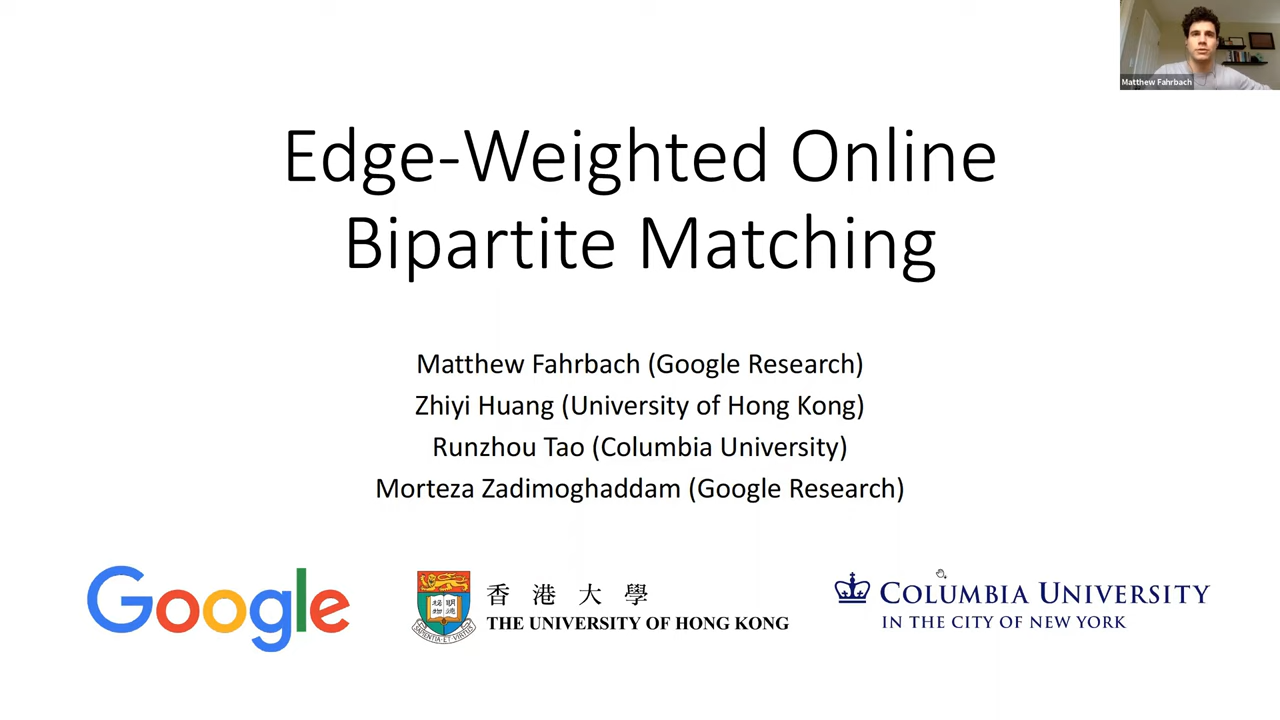 Matthew Fahrbach
Edge-Weighted Online
Bipartite Matching
Matthew Fahrbach (Google Research)
Zhiyi Huang (University of Hong Kong)
Runzhou Tao (Columbia University)
Morteza Zadimoghaddam (Google Research)
Google
香港大學
THE UNIVERSITY OF HONG KONG
COLUMBIA UNIVERSITY
IN THE CITY OF NEW YORK